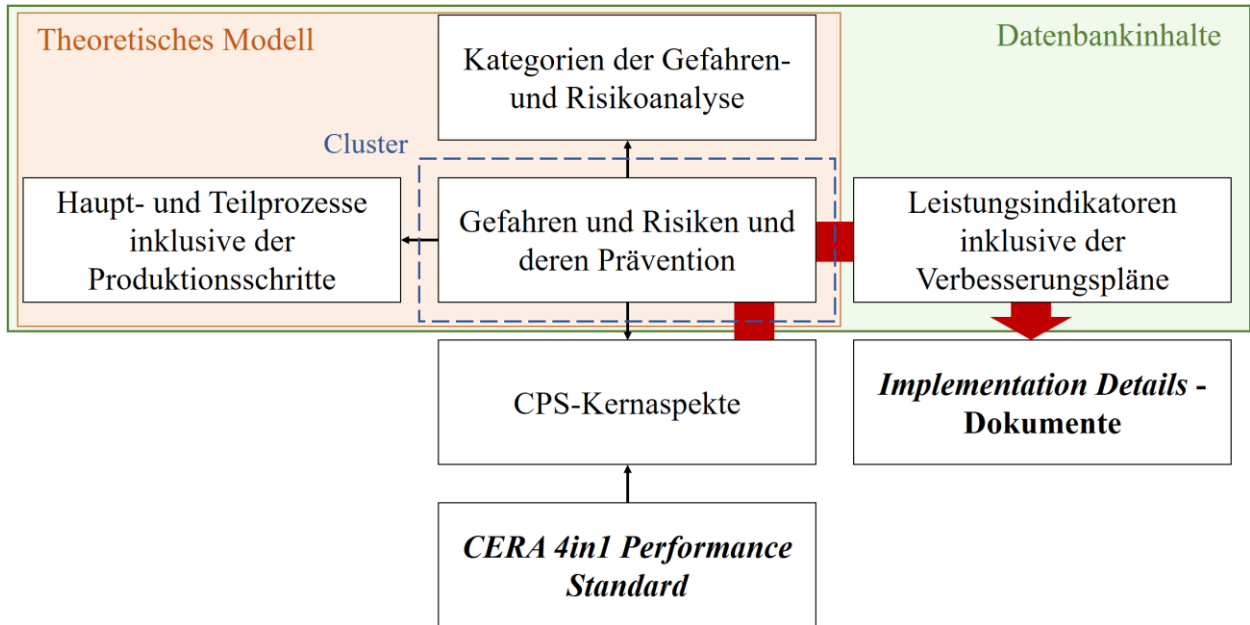 Theoretisches Modell
Datenbankinhalte
Kategorien der Gefahren-
und Risikoanalyse
Cluster
Haupt- und Teilprozesse
inklusive der
Produktionsschritte
Gefahren und Risiken und
deren Prävention
Leistungsindikatoren
inklusive der
Verbesserungspläne
CPS-Kernaspekte
Implementation Details -
Dokumente
CERA 4in1 Performance
Standard